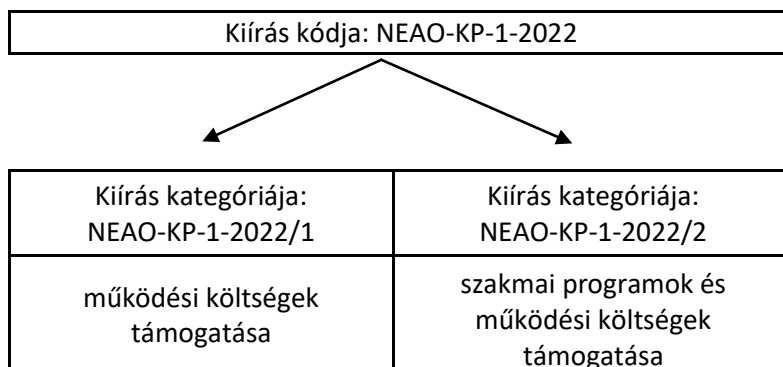 Kiírás kódja: NEAO-KP-1-2022
Kiírás kategóriája:
NEAO-KP-1-2022/1
Kiírás kategóriája:
NEAO-KP-1-2022/2
működési költségek
támogatása
szakmai programok és
működési költségek
támogatása